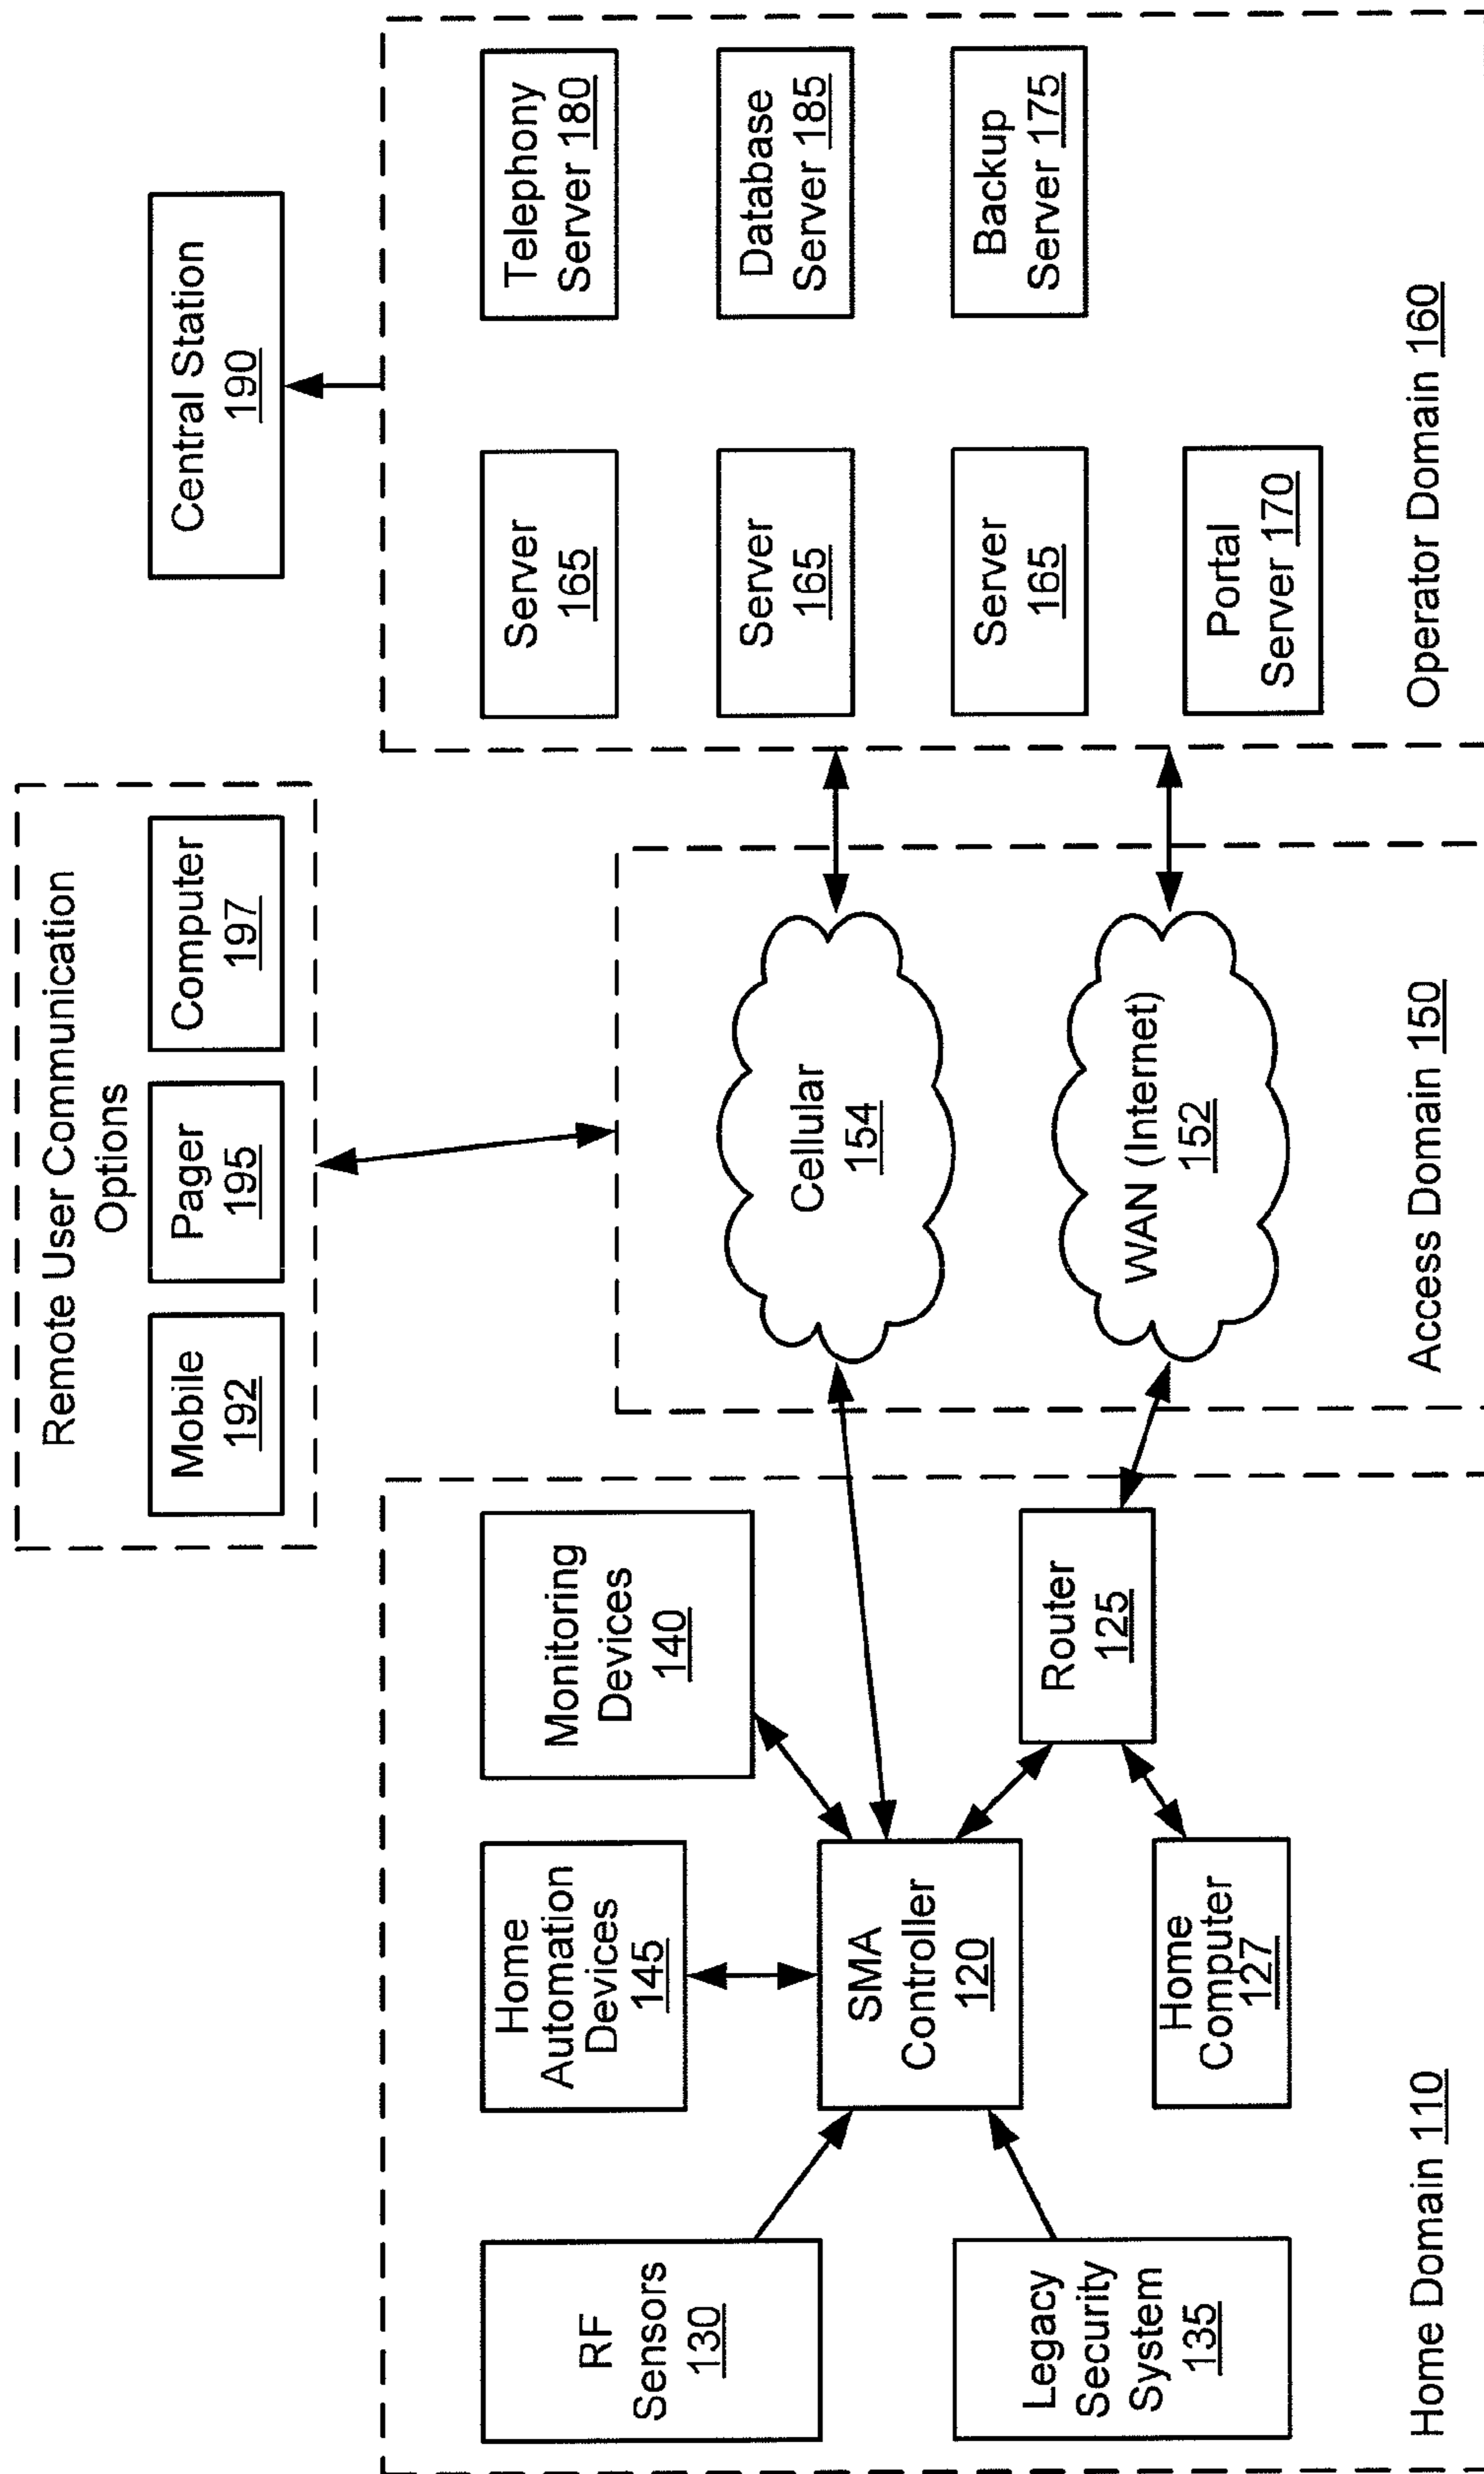 Remote User Communication
Options
Mobile
192
Pager
195
Computer
197
Central Station
190
RF
Sensors
130
Legacy
Security
System
135
Home
Automation
Devices
145
Monitoring
Devices
140
SMA
Controller
120
Router
125
Home
Computer
127
Home Domain 110
Cellular
154
WAN (Internet)
152
Access Domain 150
Server
165
Server
165
Server
165
Portal
Server 170
Telephony
Server 180
Database
Server 185
Backup
Server 175
Operator Domain 160